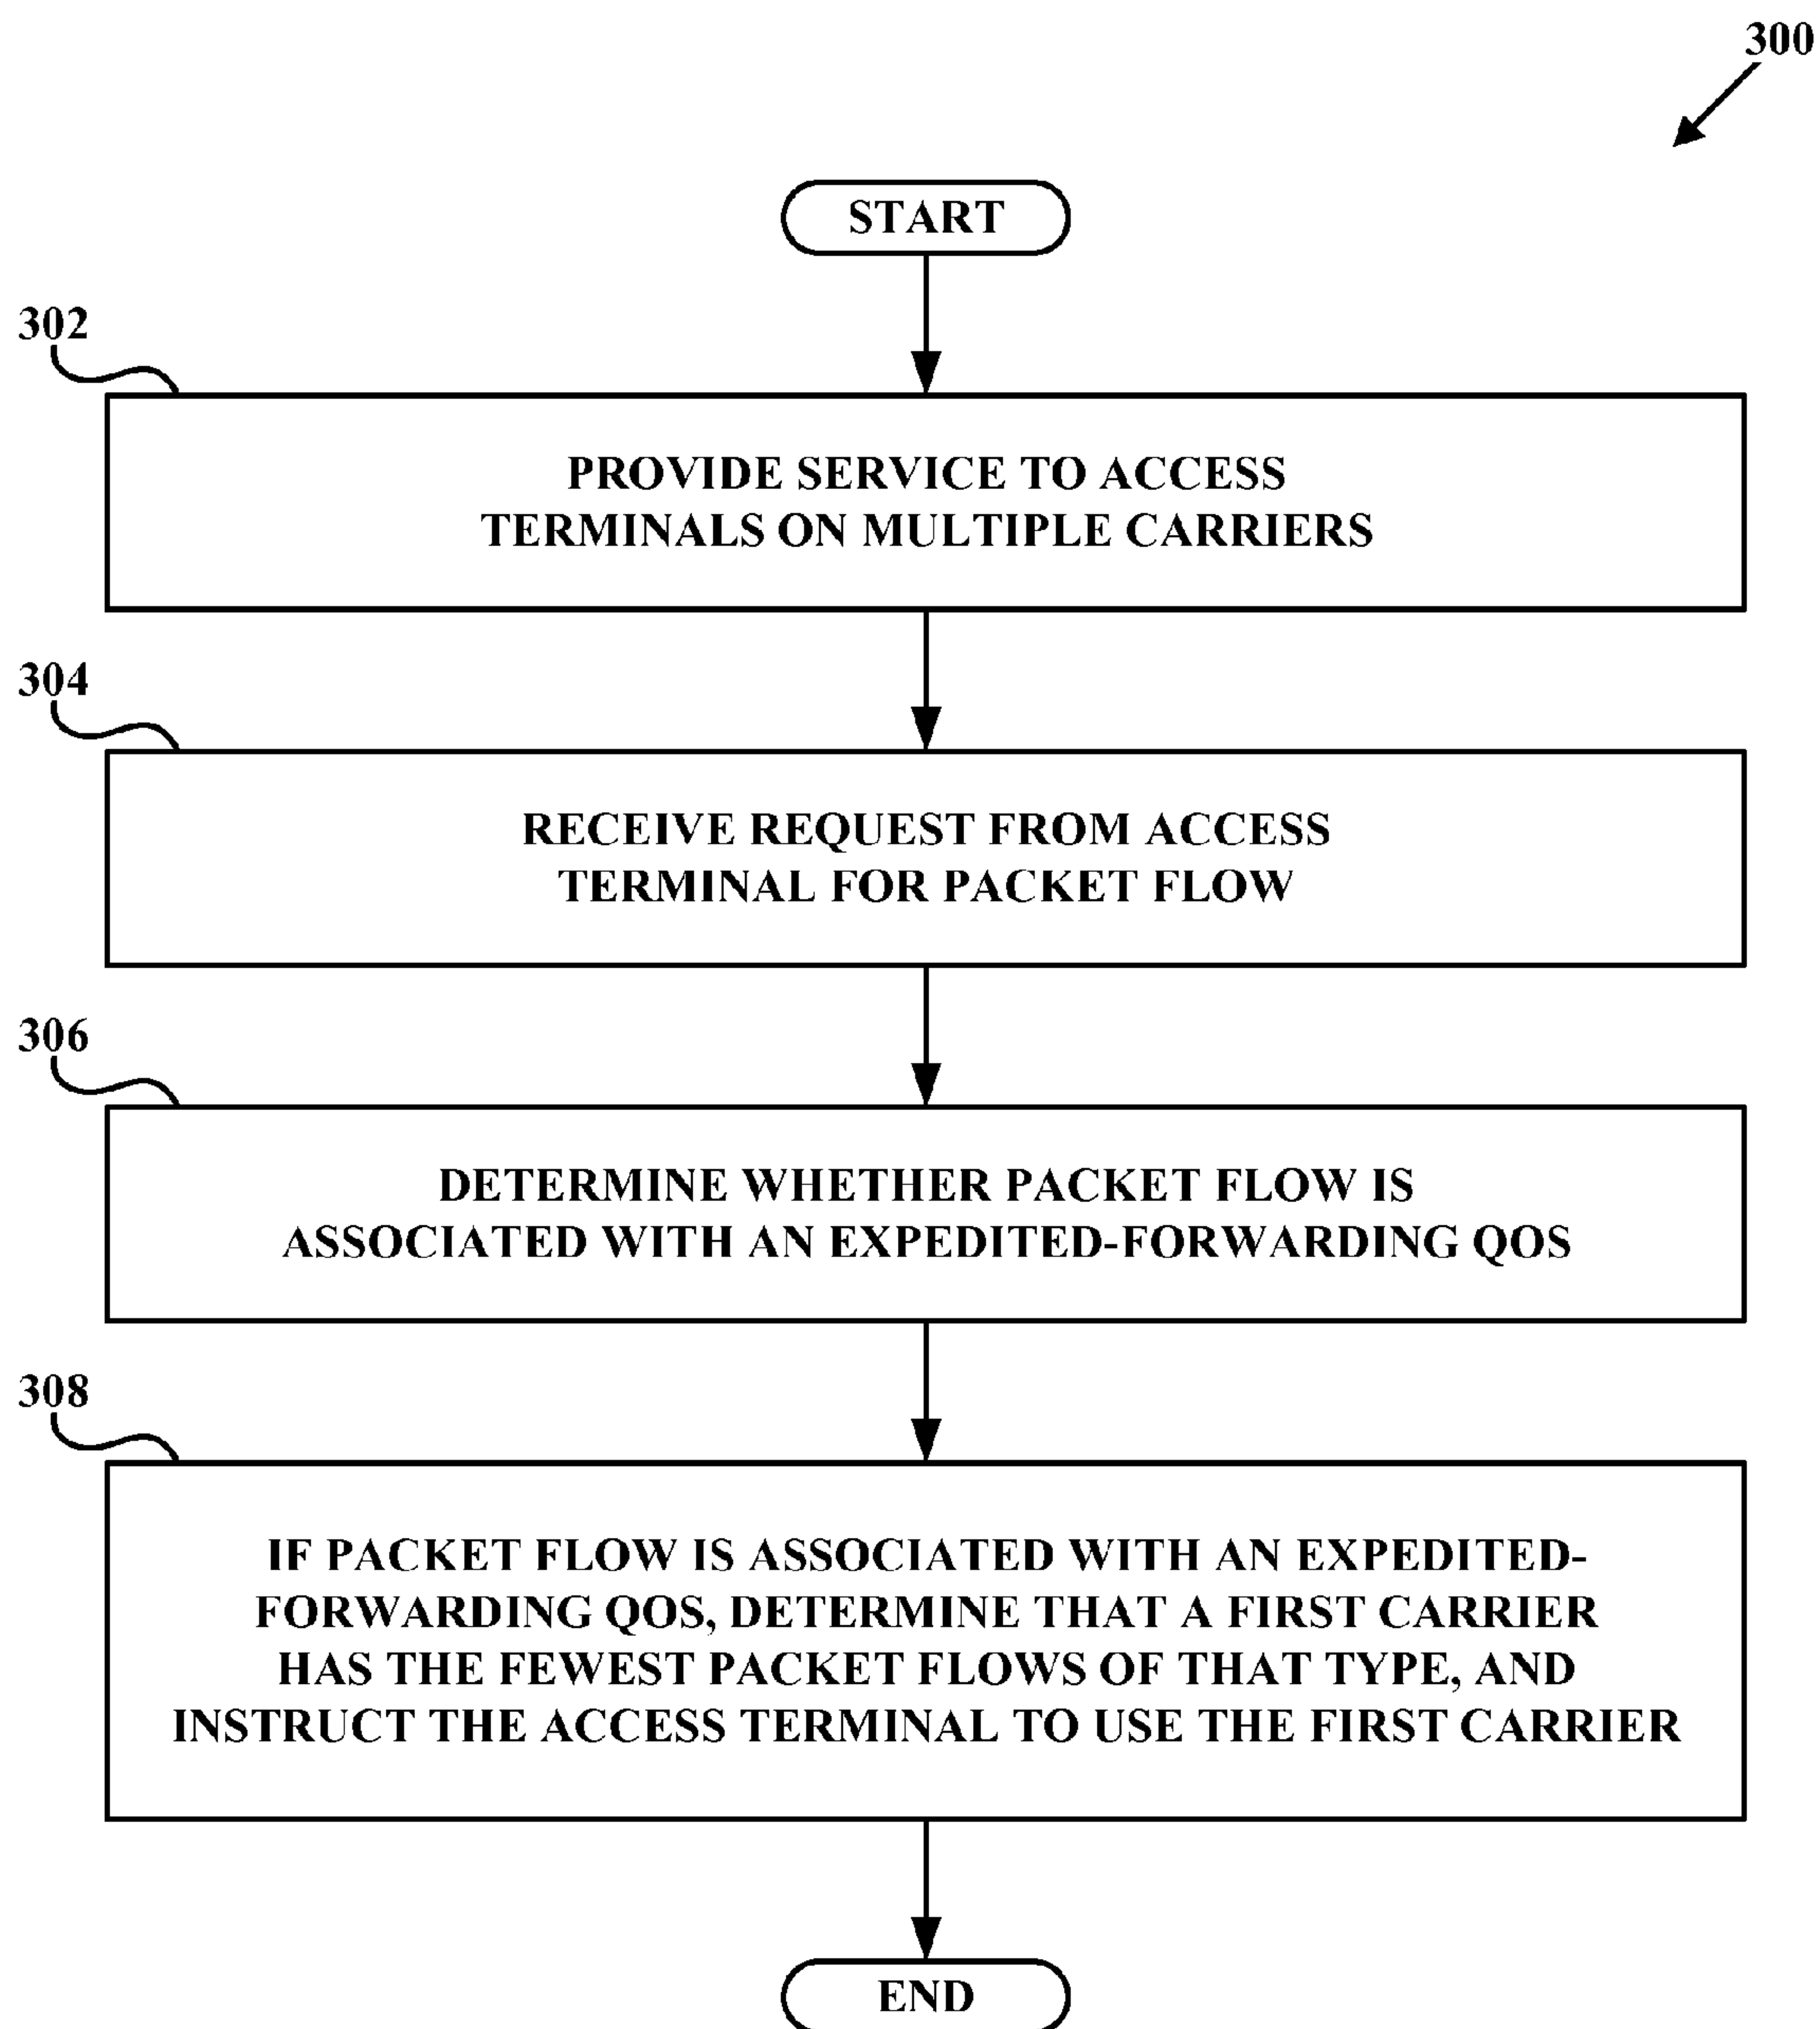 300
START
302
PROVIDE SERVICE TO ACCESS
TERMINALS ON MULTIPLE CARRIERS
304
RECEIVE REQUEST FROM ACCESS
TERMINAL FOR PACKET FLOW
306
DETERMINE WHETHER PACKET FLOW IS
ASSOCIATED WITH AN EXPEDITED-FORWARDING QOS
308
IF PACKET FLOW IS ASSOCIATED WITH AN EXPEDITED-
FORWARDING QOS, DETERMINE THAT A FIRST CARRIER
HAS THE FEWEST PACKET FLOWS OF THAT TYPE, AND
INSTRUCT THE ACCESS TERMINAL TO USE THE FIRST CARRIER
END